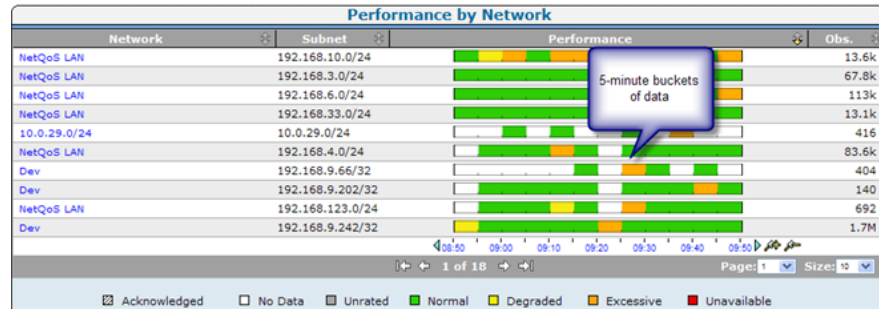 Performance by Network
Network Subnet Performance Obs.
NetQoS LAN 192.168.10.0/24 13.6k
NetQoS LAN 192.168.3.0/24 67.8k
NetQoS LAN 192.168.6.0/24 113k
NetQoS LAN 192.168.33.0/24 13.1k
10.0.29.0/24 10.0.29.0/24 416
NetQoS LAN 192.168.4.0/24 83.6k
Dev 192.168.9.66/32 404
Dev 192.168.9.202/32 140
NetQoS LAN 192.168.123.0/24 692
Dev 192.168.9.242/32 1.7M
5-minute buckets
of data
08:50 09:00 09:10 09:20 09:30 09:40 09:50
1 of 18 Page: 1 Size: 10
Acknowledged No Data Unrated Normal Degraded Excessive Unavailable